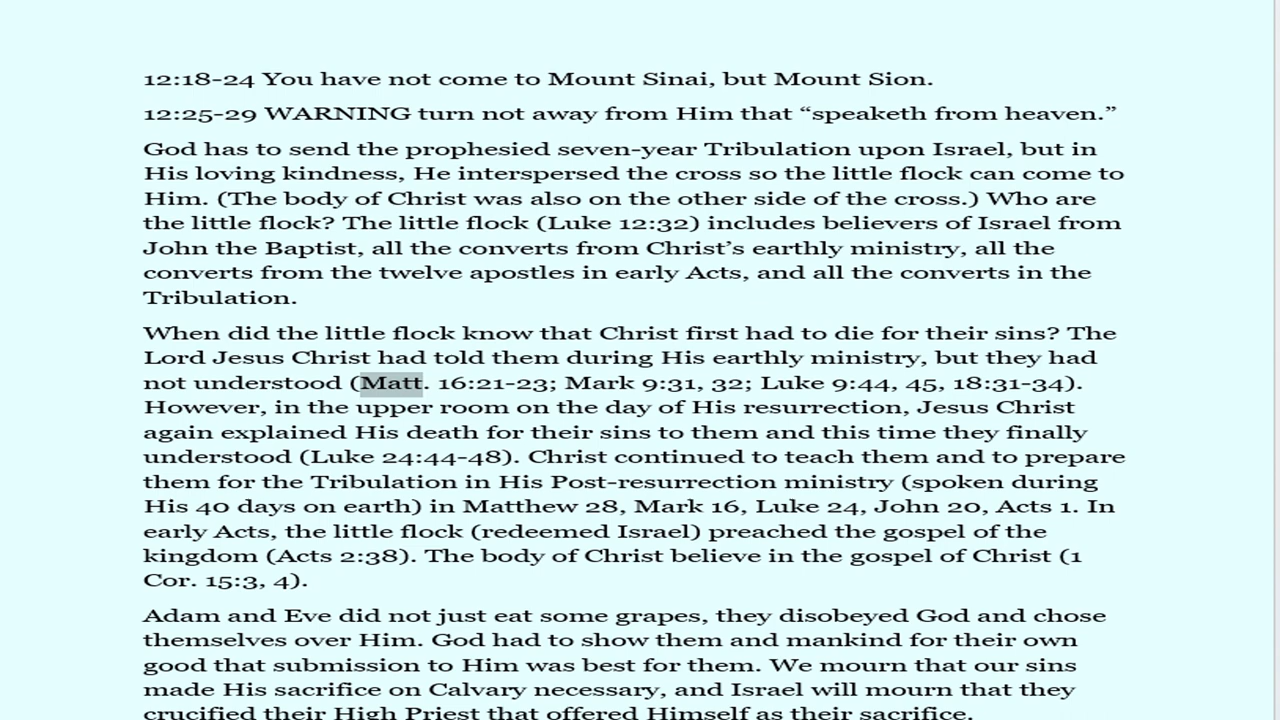 12:18-24 You have not come to Mount Sinai, but Mount Sion.
12:25-29 WARNING turn not away from Him that “speaketh from heaven.”
God has to send the prophesied seven-year Tribulation upon Israel, but in
His loving kindness, He interspersed the cross so the little flock can come to
Him. (The body of Christ was also on the other side of the cross.) Who are
the little flock? The little flock (Luke 12:32) includes believers of Israel from
John the Baptist, all the converts from Christ’s earthly ministry, all the
converts from the twelve apostles in early Acts, and all the converts in the
Tribulation.
When did the little flock know that Christ first had to die for their sins? The
Lord Jesus Christ had told them during His earthly ministry, but they had
not understood (Matt. 16:21-23; Mark 9:31, 32; Luke 9:44, 45, 18:31-34).
However, in the upper room on the day of His resurrection, Jesus Christ
again explained His death for their sins to them and this time they finally
understood (Luke 24:44-48). Christ continued to teach them and to prepare
them for the Tribulation in His Post-resurrection ministry (spoken during
His 40 days on earth) in Matthew 28, Mark 16, Luke 24, John 20, Acts 1. In
early Acts, the little flock (redeemed Israel) preached the gospel of the
kingdom (Acts 2:38). The body of Christ believe in the gospel of Christ (1
Cor. 15:3, 4).
Adam and Eve did not just eat some grapes, they disobeyed God and chose
themselves over Him. God had to show them and mankind for their own
good that submission to Him was best for them. We mourn that our sins
made His sacrifice on Calvary necessary, and Israel will mourn that they
crucified their High Priest that offered Himself as their sacrifice.